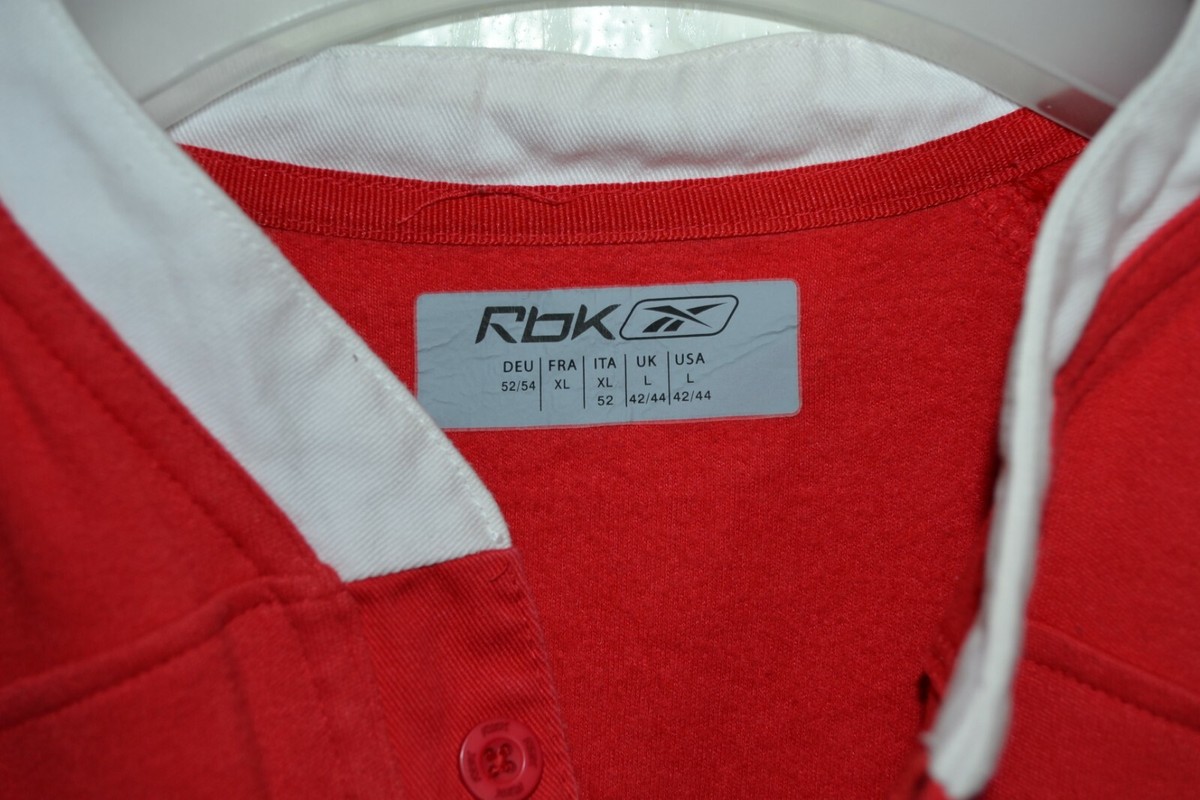 Rbk
DEU FRA ITA UK USA
52/54 XL XL L L
52 42/44 42/44